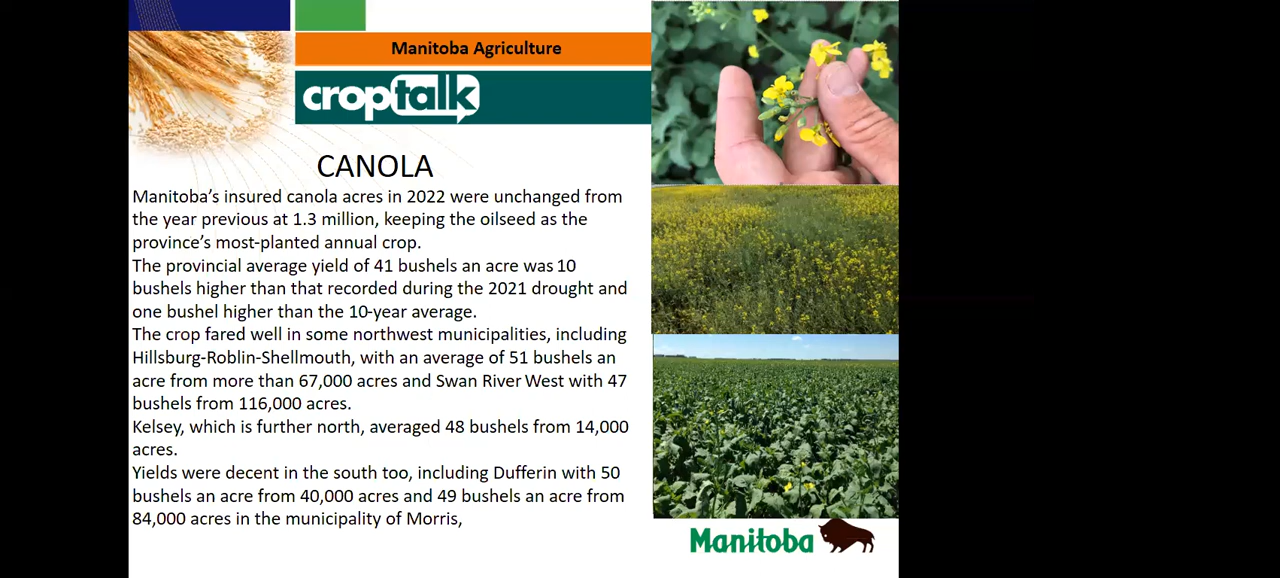 Manitoba Agriculture
croptalk
CANOLA
Manitoba's insured canola acres in 2022 were unchanged from
the year previous at 1.3 million, keeping the oilseed as the
province's most-planted annual crop.
The provincial average yield of 41 bushels an acre was 10
bushels higher than that recorded during the 2021 drought and
one bushel higher than the 10-year average.
The crop fared well in some northwest municipalities, including
Hillsburg-Roblin-Shellmouth, with an average of 51 bushels an
acre from more than 67,000 acres and Swan River West with 47
bushels from 116,000 acres.
Kelsey, which is further north, averaged 48 bushels from 14,000
acres.
Yields were decent in the south too, including Dufferin with 50
bushels an acre from 40,000 acres and 49 bushels an acre from
84,000 acres in the municipality of Morris,
Manitoba